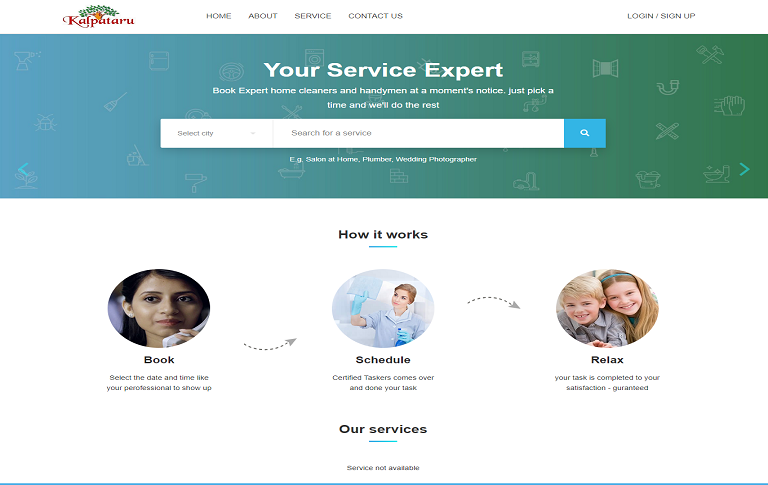 Kalpataru
HOME ABOUT SERVICE CONTACT US LOGIN / SIGN UP
Your Service Expert
Book Expert home cleaners and handymen at a moment's notice. just pick a
time and we'll do the rest
Select city Search for a service
E.g. Salon at Home, Plumber, Wedding Photographer
How it works
Book
Select the date and time like
your perofessional to show up
Schedule
Certified Taskers comes over
and done your task
Relax
your task is completed to your
satisfaction - guranteed
Our services
Service not available